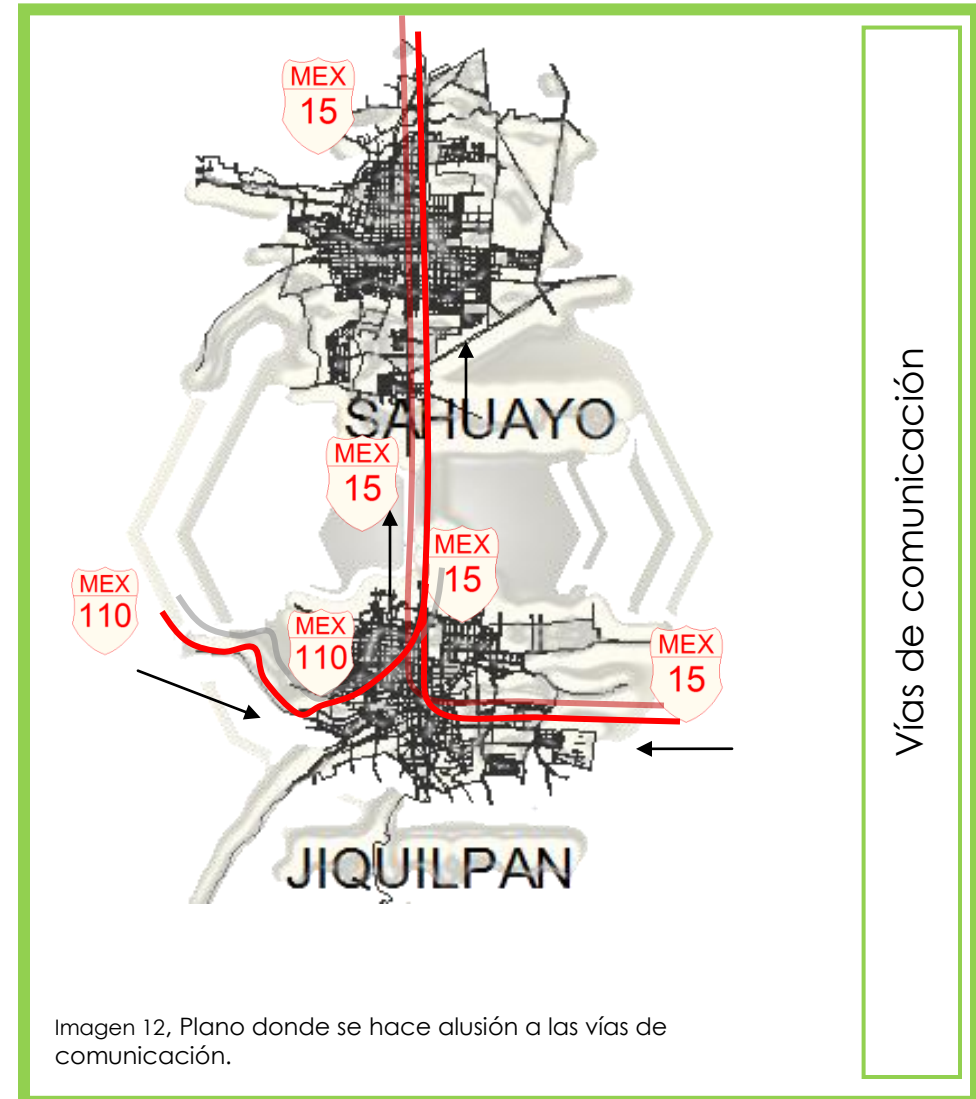 MEX
15
SAHUAYO
MEX
15
MEX
15
MEX
110
MEX
110
MEX
15
JIQUILPAN
Imagen 12, Plano donde se hace alusión a las vías de
comunicación.
Vías de comunicación